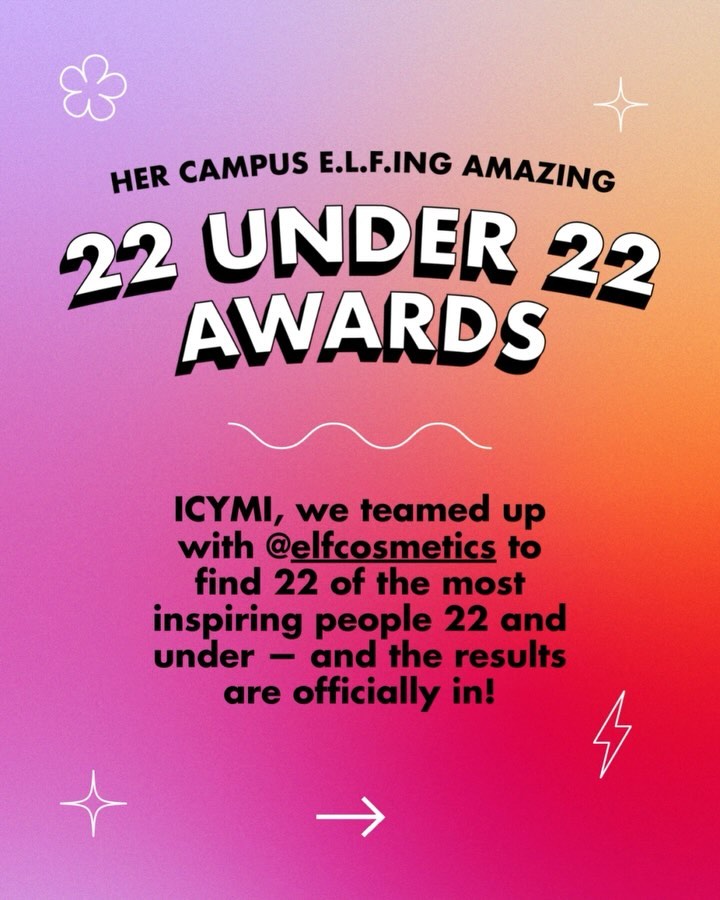 HER CAMPUS E.L.F.ING AMAZING
22 UNDER 22
AWARDS
ICYMI, we teamed up
with @elfcosmetics to
find 22 of the most
inspiring people 22 and
under — and the results
are officially in!